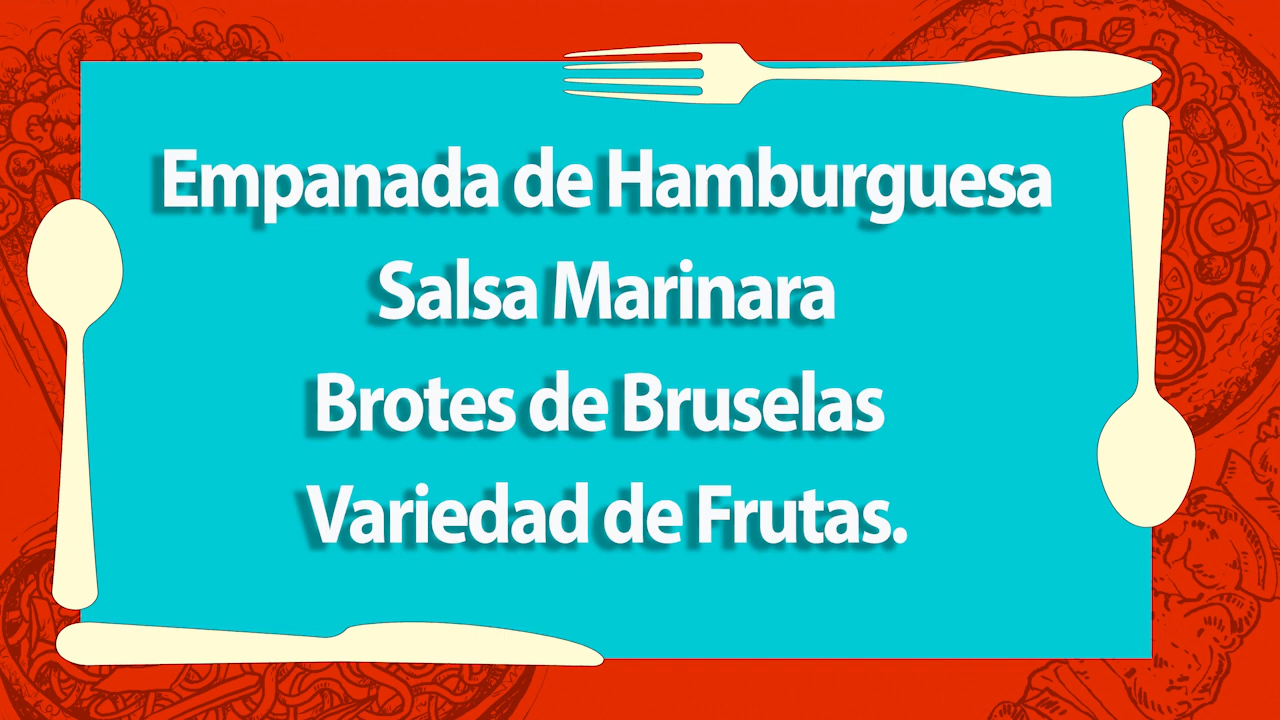 Empanada de Hamburguesa
Salsa Marinara
Brotes de Bruselas
Variedad de Frutas.